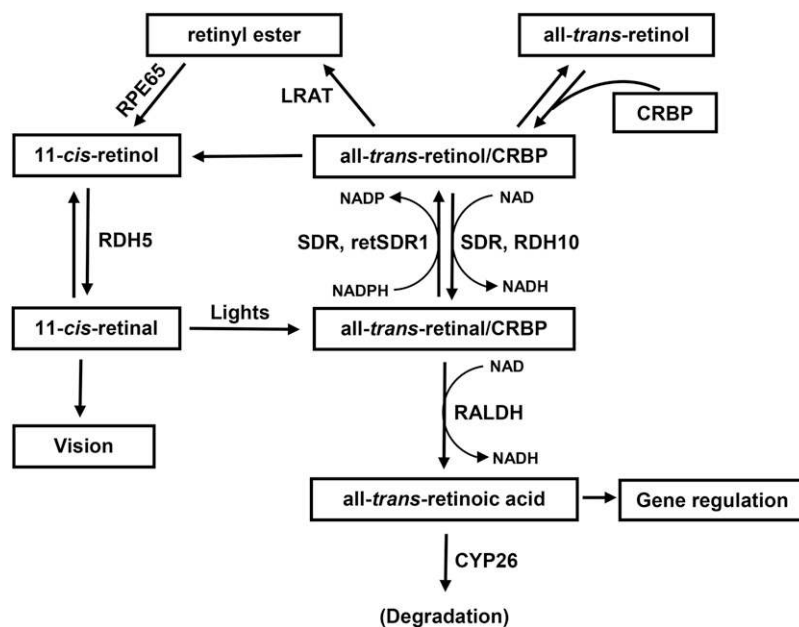 retinyl ester
all-trans-retinol
RPE65
LRAT
CRBP
11-cis-retinol
all-trans-retinol/CRBP
NADP
NAD
RDH5
SDR, retSDR1
SDR, RDH10
NADPH
NADH
Lights
11-cis-retinal
all-trans-retinal/CRBP
NAD
RALDH
Vision
NADH
all-trans-retinoic acid
Gene regulation
CYP26
(Degradation)